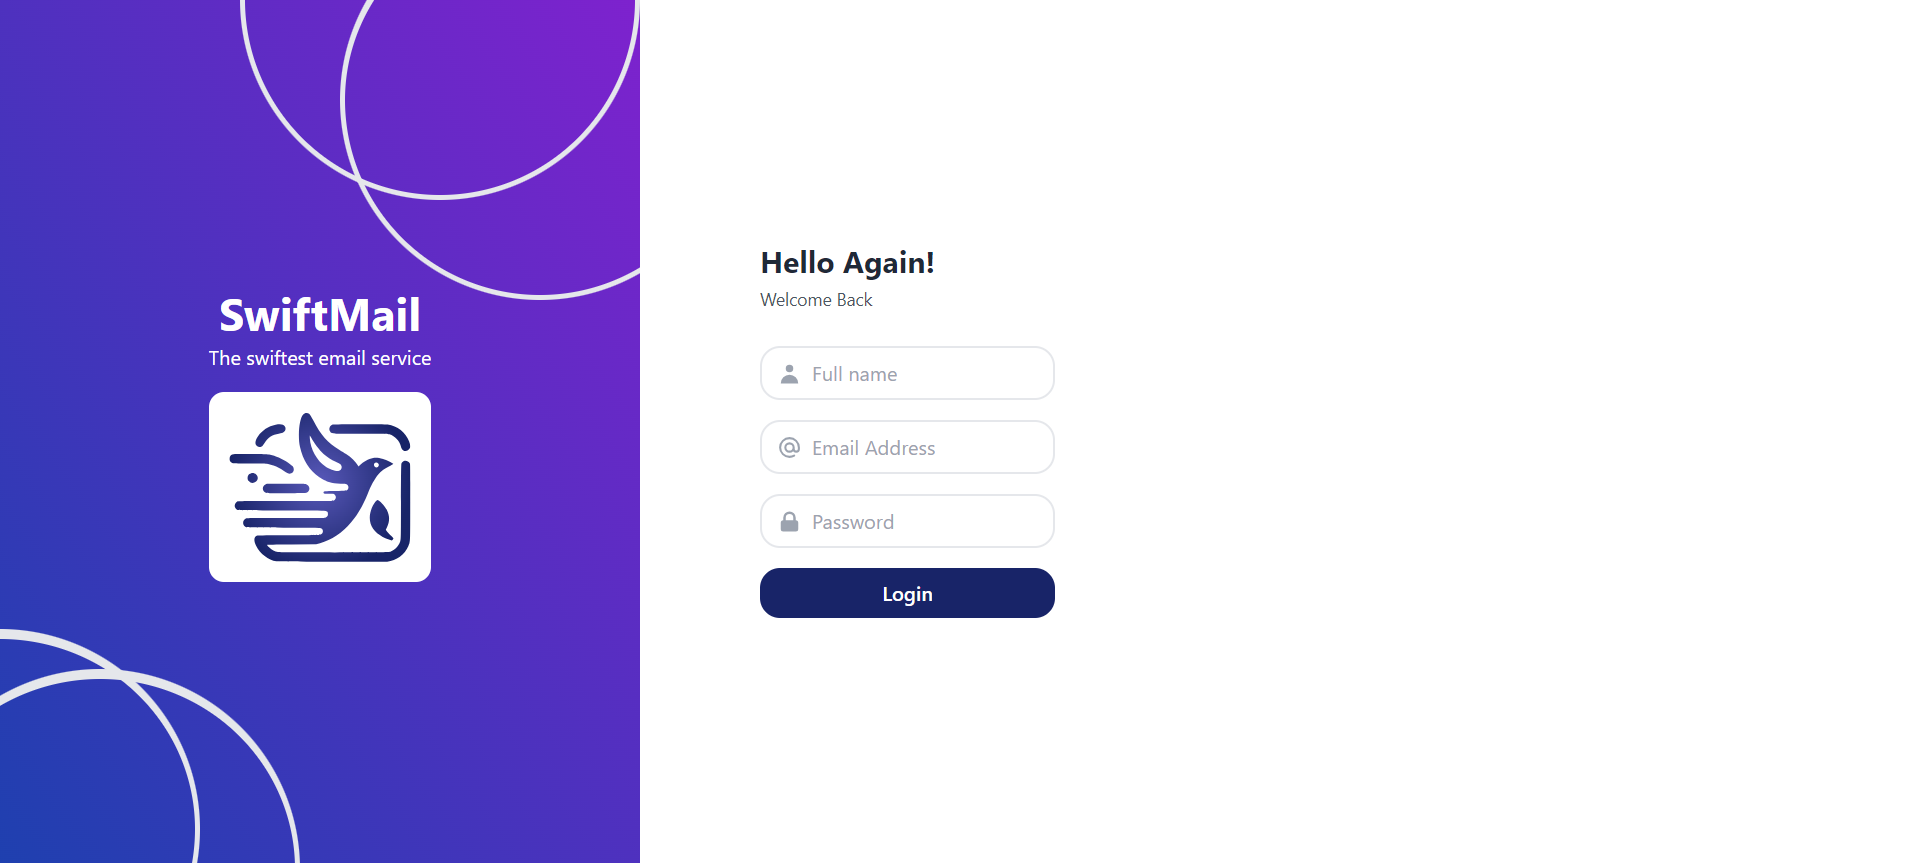 SwiftMail
The swiftest email service
Hello Again!
Welcome Back
Full name
Email Address
Password
Login